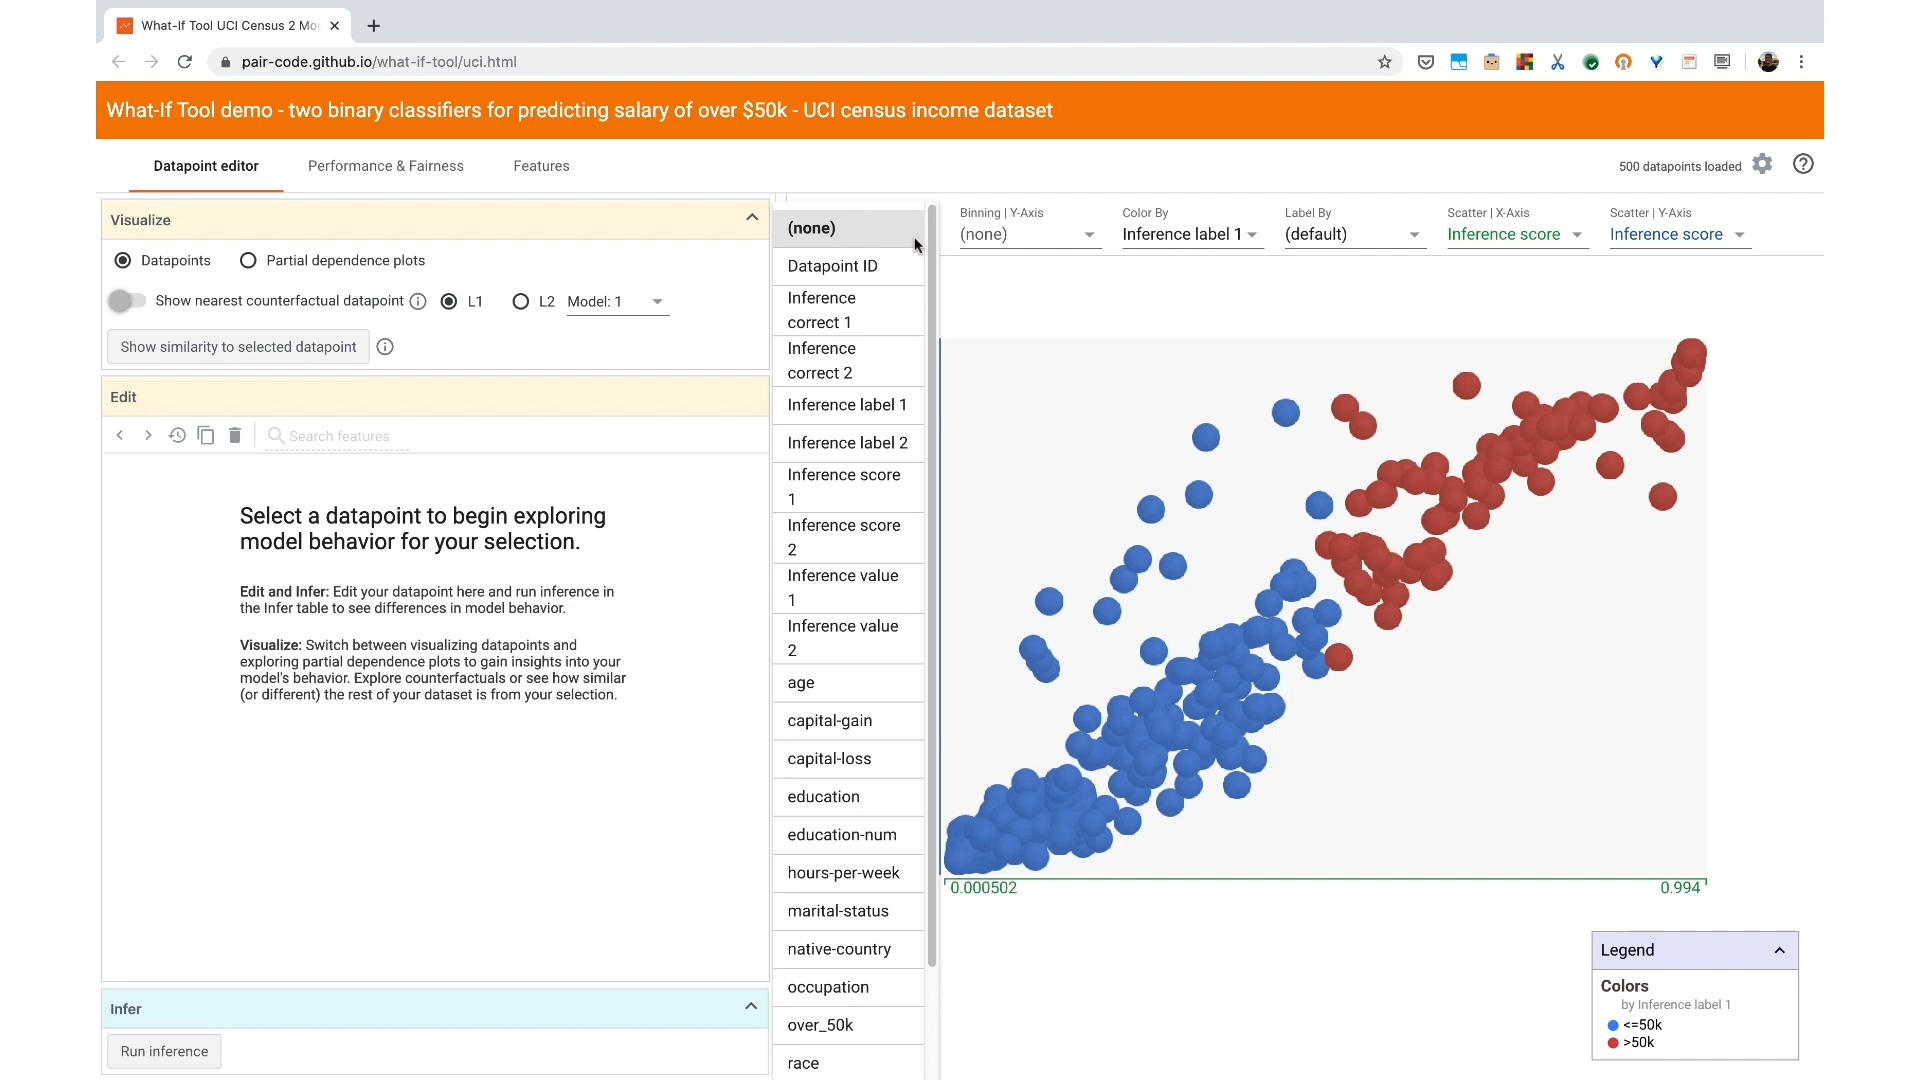 What-If Tool UCI Census 2 Mo
pair-code.github.io/what-if-tool/uci.html
What-If Tool demo - two binary classifiers for predicting salary of over $50k - UCI census income dataset
Datapoint editor
Performance & Fairness
Features
500 datapoints loaded
Visualize
Datapoints
Partial dependence plots
Show nearest counterfactual datapoint
L1
L2
Model: 1
Show similarity to selected datapoint
Edit
Search features
Select a datapoint to begin exploring
model behavior for your selection.
Edit and Infer: Edit your datapoint here and run inference in
the Infer table to see differences in model behavior.
Visualize: Switch between visualizing datapoints and
exploring partial dependence plots to gain insights into your
model's behavior. Explore counterfactuals or see how similar
(or different) the rest of your dataset is from your selection.
Infer
Run inference
(none)
Datapoint ID
Inference
correct 1
Inference
correct 2
Inference label 1
Inference label 2
Inference score
1
Inference score
2
Inference value
1
Inference value
2
age
capital-gain
capital-loss
education
education-num
hours-per-week
marital-status
native-country
occupation
over_50k
race
Binning | Y-Axis
(none)
Color By
Inference label 1
Label By
(default)
Scatter | X-Axis
Inference score
Scatter | Y-Axis
Inference score
0.000502
0.994
Legend
Colors
by Inference label 1
<=50k
>50k